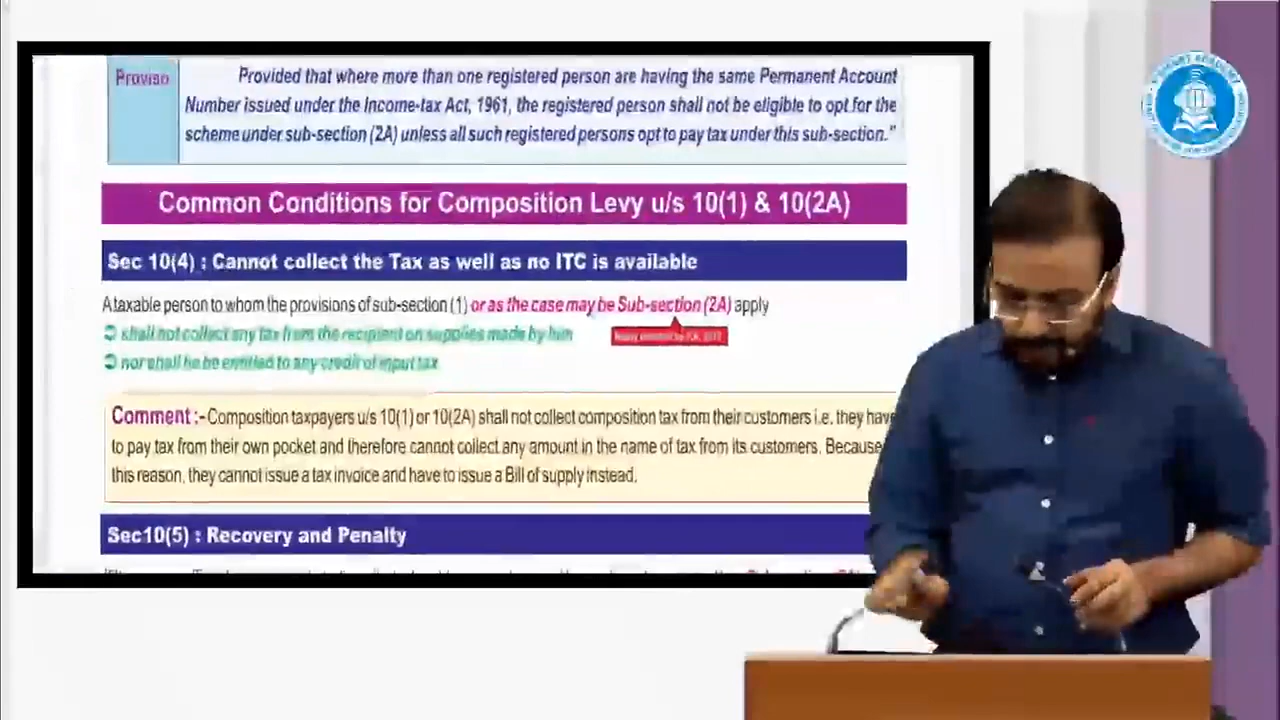 Proviso
Provided that where more than one registered person are having the same Permanent Account
Number issued under the Income-tax Act, 1961, the registered person shall not be eligible to opt for the
scheme under sub-section (2A) unless all such registered persons opt to pay tax under this sub-section."
Common Conditions for Composition Levy u/s 10(1) & 10(2A)
Sec 10(4) : Cannot collect the Tax as well as no ITC is available
A taxable person to whom the provisions of sub-section (1) or as the case may be Sub-section (2A) apply
shall not collect any tax from the recipient on supplies made by him
nor shall he be entitled to any credit of input tax
Comment :- Composition taxpayers u/s 10(1) or 10(2A) shall not collect composition tax from their customers i.e. they have
to pay tax from their own pocket and therefore cannot collect any amount in the name of tax from its customers. Because
this reason, they cannot issue a tax invoice and have to issue a Bill of supply instead.
Sec10(5) : Recovery and Penalty